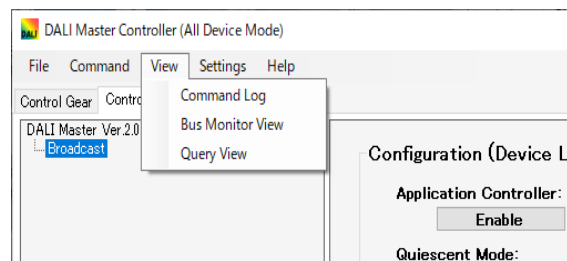 DALI Master Controller (All Device Mode)
File Command View Settings Help
Control Gear
Command Log
Bus Monitor View
Query View
DALI Master Ver.2.0
Broadcast
Configuration (Device
Application Controller:
Enable
Quiescent Mode: